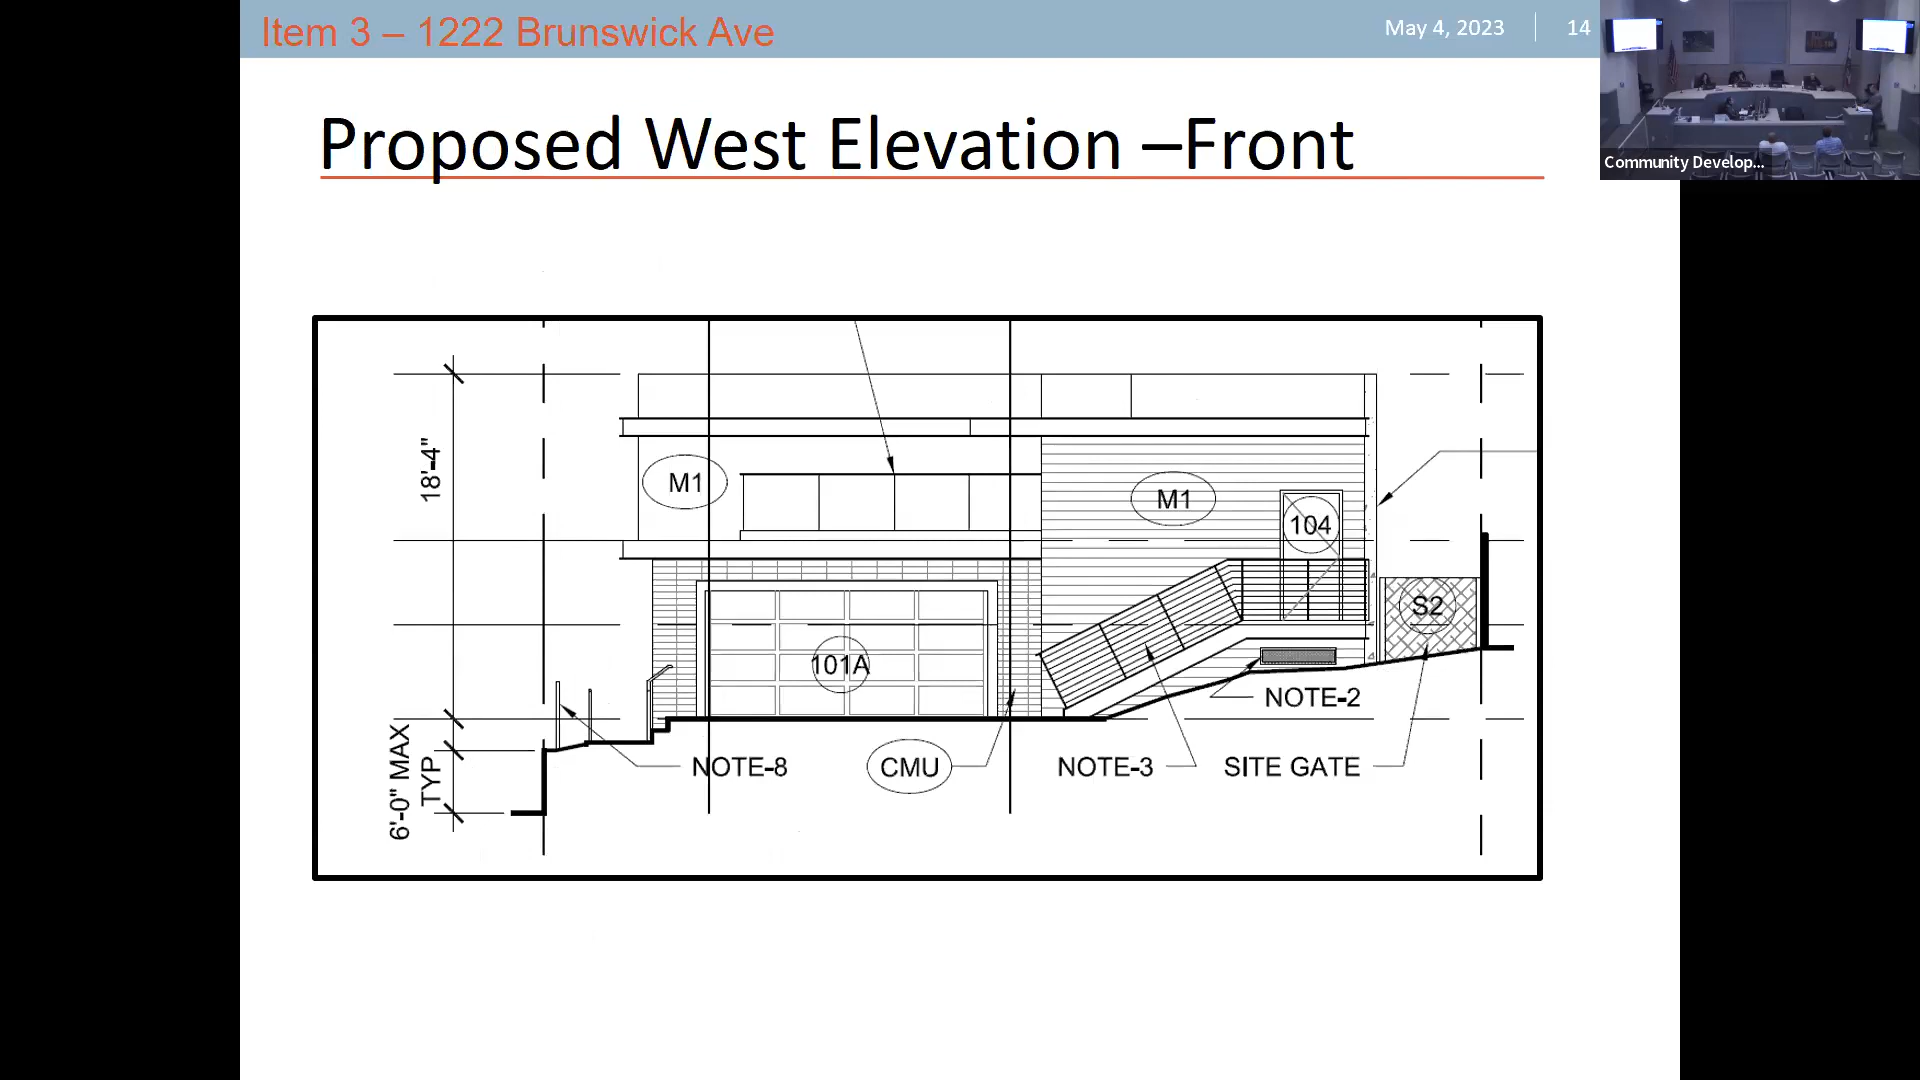 Item 3 – 1222 Brunswick Ave
May 4, 2023
14
Community Develop...
Proposed West Elevation –Front
18'-4"
M1
M1
104
S2
101A
NOTE-2
6'-0" MAX
TYP
NOTE-8
CMU
NOTE-3
SITE GATE